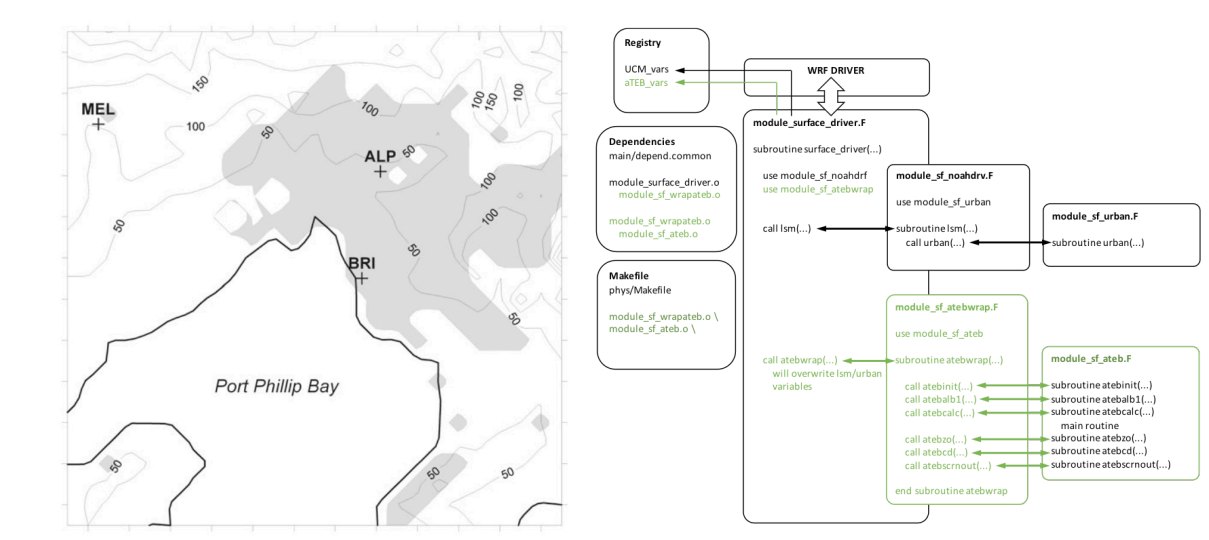 150
MEL
100
50
100
50
ALP
50
100
150
100
100
100
50
BRI
50
50
Port Phillip Bay
50
50
50
Registry
UCM_vars
aTEB_vars
Dependencies
main/depend.common
module_surface_driver.o
module_sf_wrapateb.o
module_sf_wrapateb.o
module_sf_ateb.o
Makefile
phys/Makefile
module_sf_wrapateb.o \
module_sf_ateb.o \
WRF DRIVER
module_surface_driver.F
subroutine surface_driver(...)
use module_sf_noahdrf
use module_sf_atebwrap
call lsm(...)
call atebwrap(...)
will overwrite lsm/urban
variables
module_sf_noahdrv.F
use module_sf_urban
subroutine lsm(...)
call urban(...)
module_sf_urban.F
subroutine urban(...)
module_sf_atebwrap.F
use module_sf_ateb
subroutine atebwrap(...)
call atebinit(...)
call atebalb1(...)
call atebcalc(...)
call atebzo(...)
call atebcd(...)
call atebscrnout(...)
end subroutine atebwrap
module_sf_ateb.F
subroutine atebinit(...)
subroutine atebalb1(...)
subroutine atebcalc(...)
main routine
subroutine atebzo(...)
subroutine atebcd(...)
subroutine atebscrnout(...)